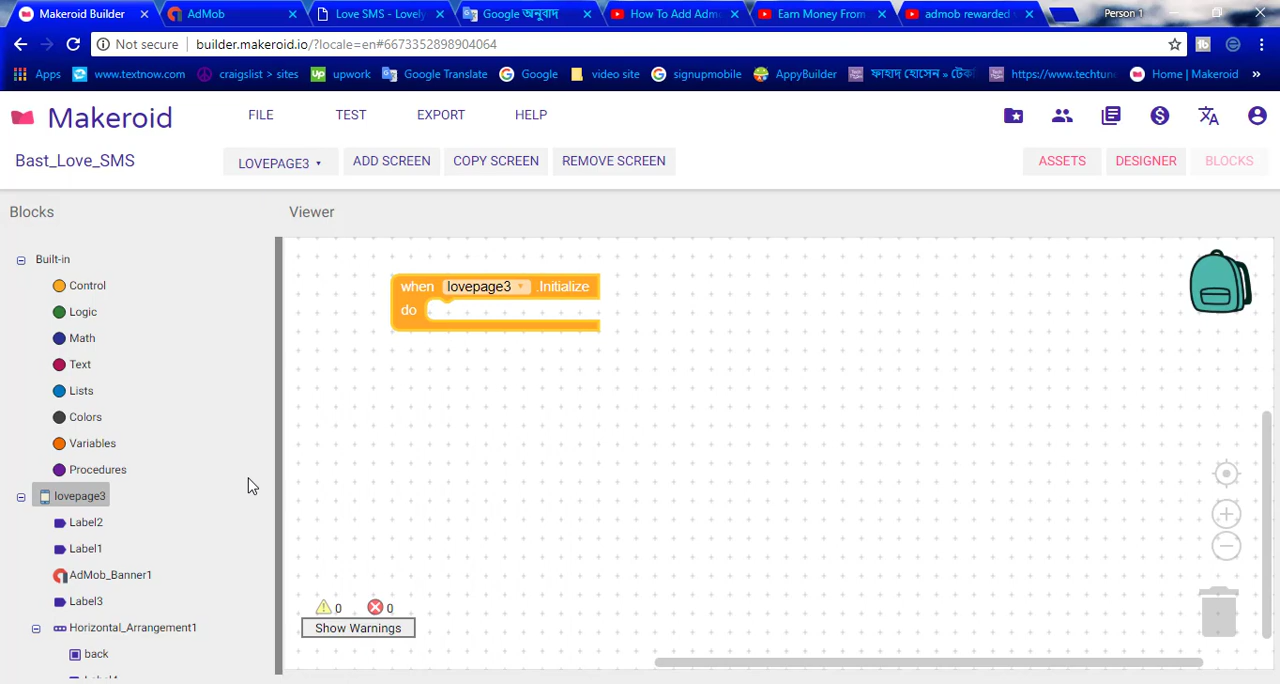 Makeroid Builder
AdMob
Love SMS - Lovely
Google অনুবাদ
How To Add Adm
Earn Money From
admob rewarded v
Person 1
Not secure
builder.makeroid.io/?locale=en#6673352898904064
Apps
www.textnow.com
craigslist > sites
upwork
Google Translate
Google
video site
signupmobile
AppyBuilder
ফাহাদ হোসেন » টেক
https://www.techtun
Home | Makeroid
»
Makeroid
FILE
TEST
EXPORT
HELP
Bast_Love_SMS
LOVEPAGE3
ADD SCREEN
COPY SCREEN
REMOVE SCREEN
ASSETS
DESIGNER
BLOCKS
Blocks
Viewer
Built-in
Control
Logic
Math
Text
Lists
Colors
Variables
Procedures
lovepage3
Label2
Label1
AdMob_Banner1
Label3
Horizontal_Arrangement1
back
when lovepage3 .Initialize
do
0 0
Show Warnings